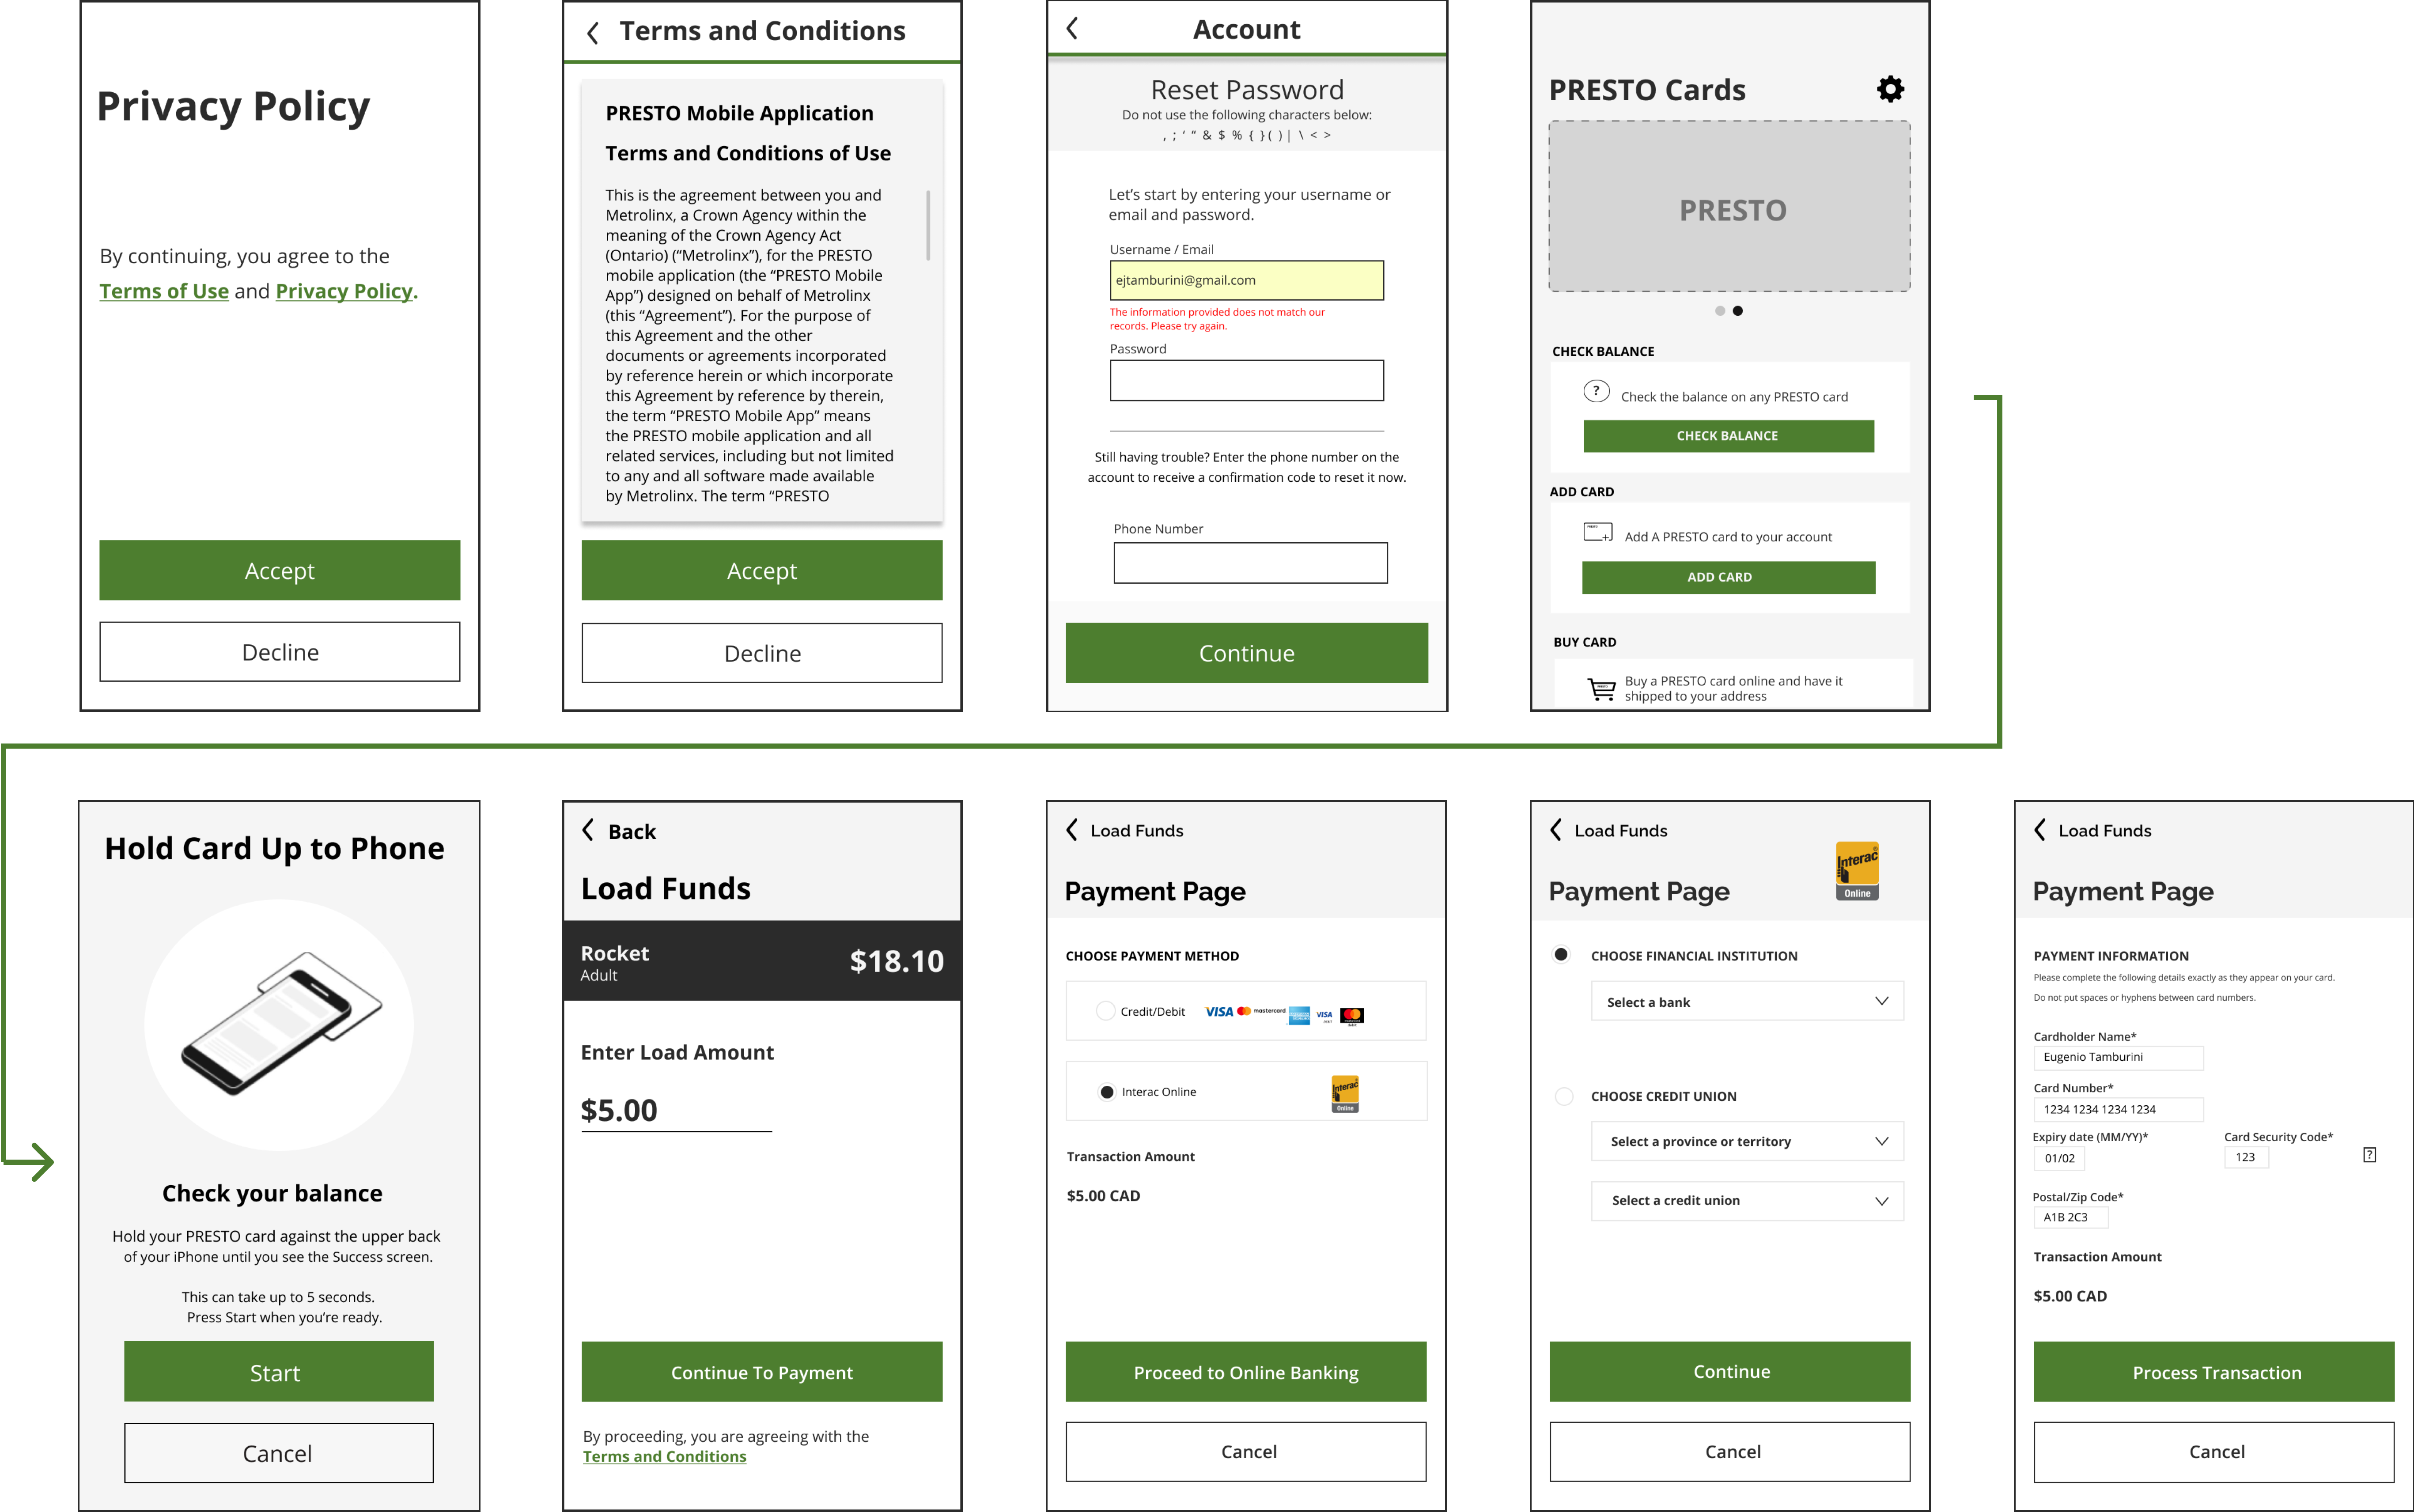 Privacy Policy
By continuing, you agree to the
Terms of Use and Privacy Policy.
Accept
Decline
Terms and Conditions
PRESTO Mobile Application
Terms and Conditions of Use
This is the agreement between you and
Metrolinx, a Crown Agency within the
meaning of the Crown Agency Act
(Ontario) (“Metrolinx”), for the PRESTO
mobile application (the “PRESTO Mobile
App”) designed on behalf of Metrolinx
(this “Agreement”). For the purpose of
this Agreement and the other
documents or agreements incorporated
by reference herein or which incorporate
this Agreement by reference by therein,
the term “PRESTO Mobile App” means
the PRESTO mobile application and all
related services, including but not limited
to any and all software made available
by Metrolinx. The term “PRESTO
Accept
Decline
Account
Reset Password
Do not use the following characters below:
, ; ‘ “ & $ % { } ( ) | \ < >
Let’s start by entering your username or
email and password.
Username / Email
ejtamburini@gmail.com
The information provided does not match our
records. Please try again.
Password
Still having trouble? Enter the phone number on the
account to receive a confirmation code to reset it now.
Phone Number
Continue
PRESTO Cards
PRESTO
CHECK BALANCE
?
Check the balance on any PRESTO card
CHECK BALANCE
ADD CARD
Add A PRESTO card to your account
ADD CARD
BUY CARD
Buy a PRESTO card online and have it
shipped to your address
Hold Card Up to Phone
Check your balance
Hold your PRESTO card against the upper back
of your iPhone until you see the Success screen.
This can take up to 5 seconds.
Press Start when you’re ready.
Start
Cancel
Back
Load Funds
Rocket
Adult
$18.10
Enter Load Amount
$5.00
Continue To Payment
By proceeding, you are agreeing with the
Terms and Conditions
Load Funds
Payment Page
CHOOSE PAYMENT METHOD
Credit/Debit VISA mastercard VISA
Interac Online Interac Online
Transaction Amount
$5.00 CAD
Proceed to Online Banking
Cancel
Load Funds
Payment Page
Interac
Online
CHOOSE FINANCIAL INSTITUTION
Select a bank
CHOOSE CREDIT UNION
Select a province or territory
Select a credit union
Continue
Cancel
Load Funds
Payment Page
PAYMENT INFORMATION
Please complete the following details exactly as they appear on your card.
Do not put spaces or hyphens between card numbers.
Cardholder Name*
Eugenio Tamburini
Card Number*
1234 1234 1234 1234
Expiry date (MM/YY)* Card Security Code*
01/02 123 ?
Postal/Zip Code*
A1B 2C3
Transaction Amount
$5.00 CAD
Process Transaction
Cancel